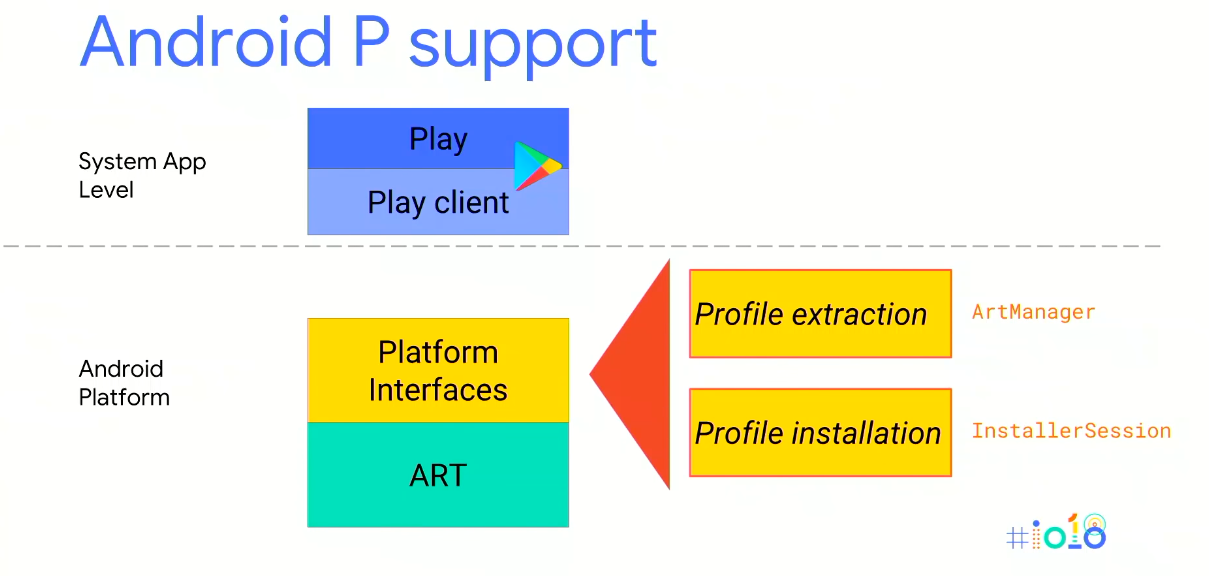 Android P support
System App
Level
Play
Play client
Android
Platform
Platform
Interfaces
ART
Profile extraction
ArtManager
Profile installation
InstallerSession
#io18